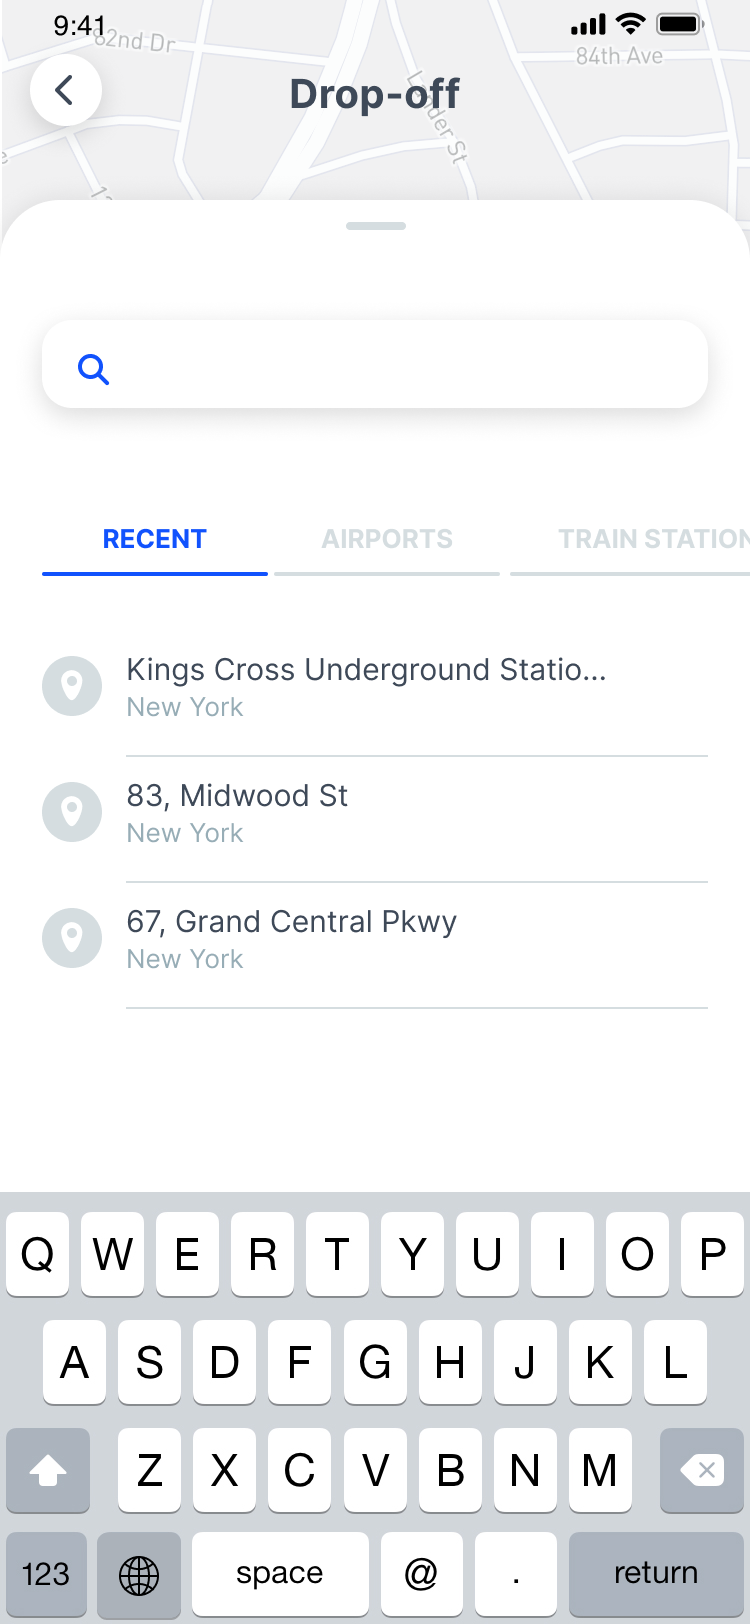 9:41
82nd Dr
84th Ave
Drop-off
Lander St
RECENT
AIRPORTS
TRAIN STATION
Kings Cross Underground Statio...
New York
83, Midwood St
New York
67, Grand Central Pkwy
New York
Q W E R T Y U I O P
A S D F G H J K L
Z X C V B N M
123
space
@
.
return